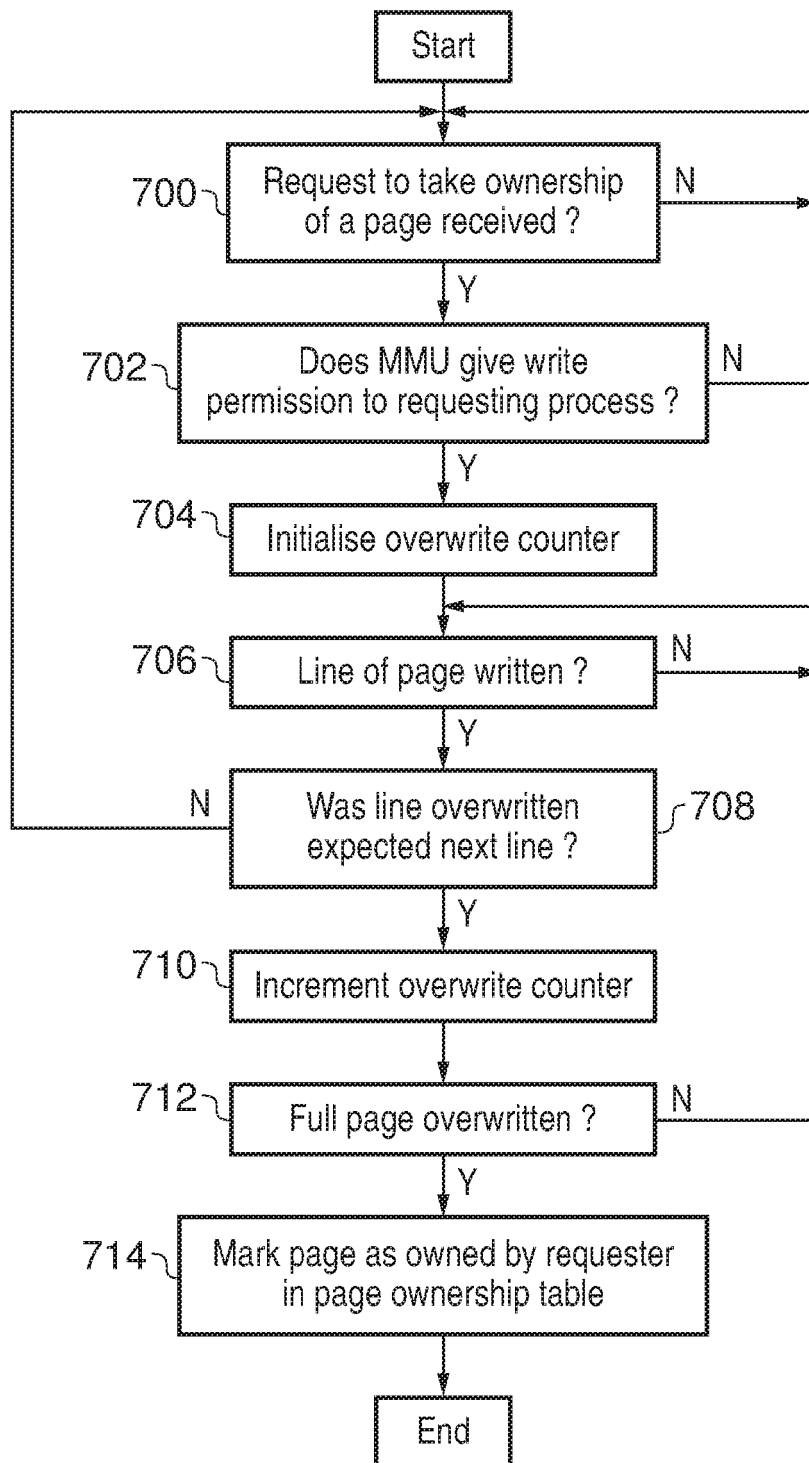 Start
700
Request to take ownership
of a page received ?
N
Y
702
Does MMU give write
permission to requesting process ?
N
Y
704
Initialise overwrite counter
706
Line of page written ?
N
Y
N
Was line overwritten
expected next line ?
708
Y
710
Increment overwrite counter
712
Full page overwritten ?
N
Y
714
Mark page as owned by requester
in page ownership table
End